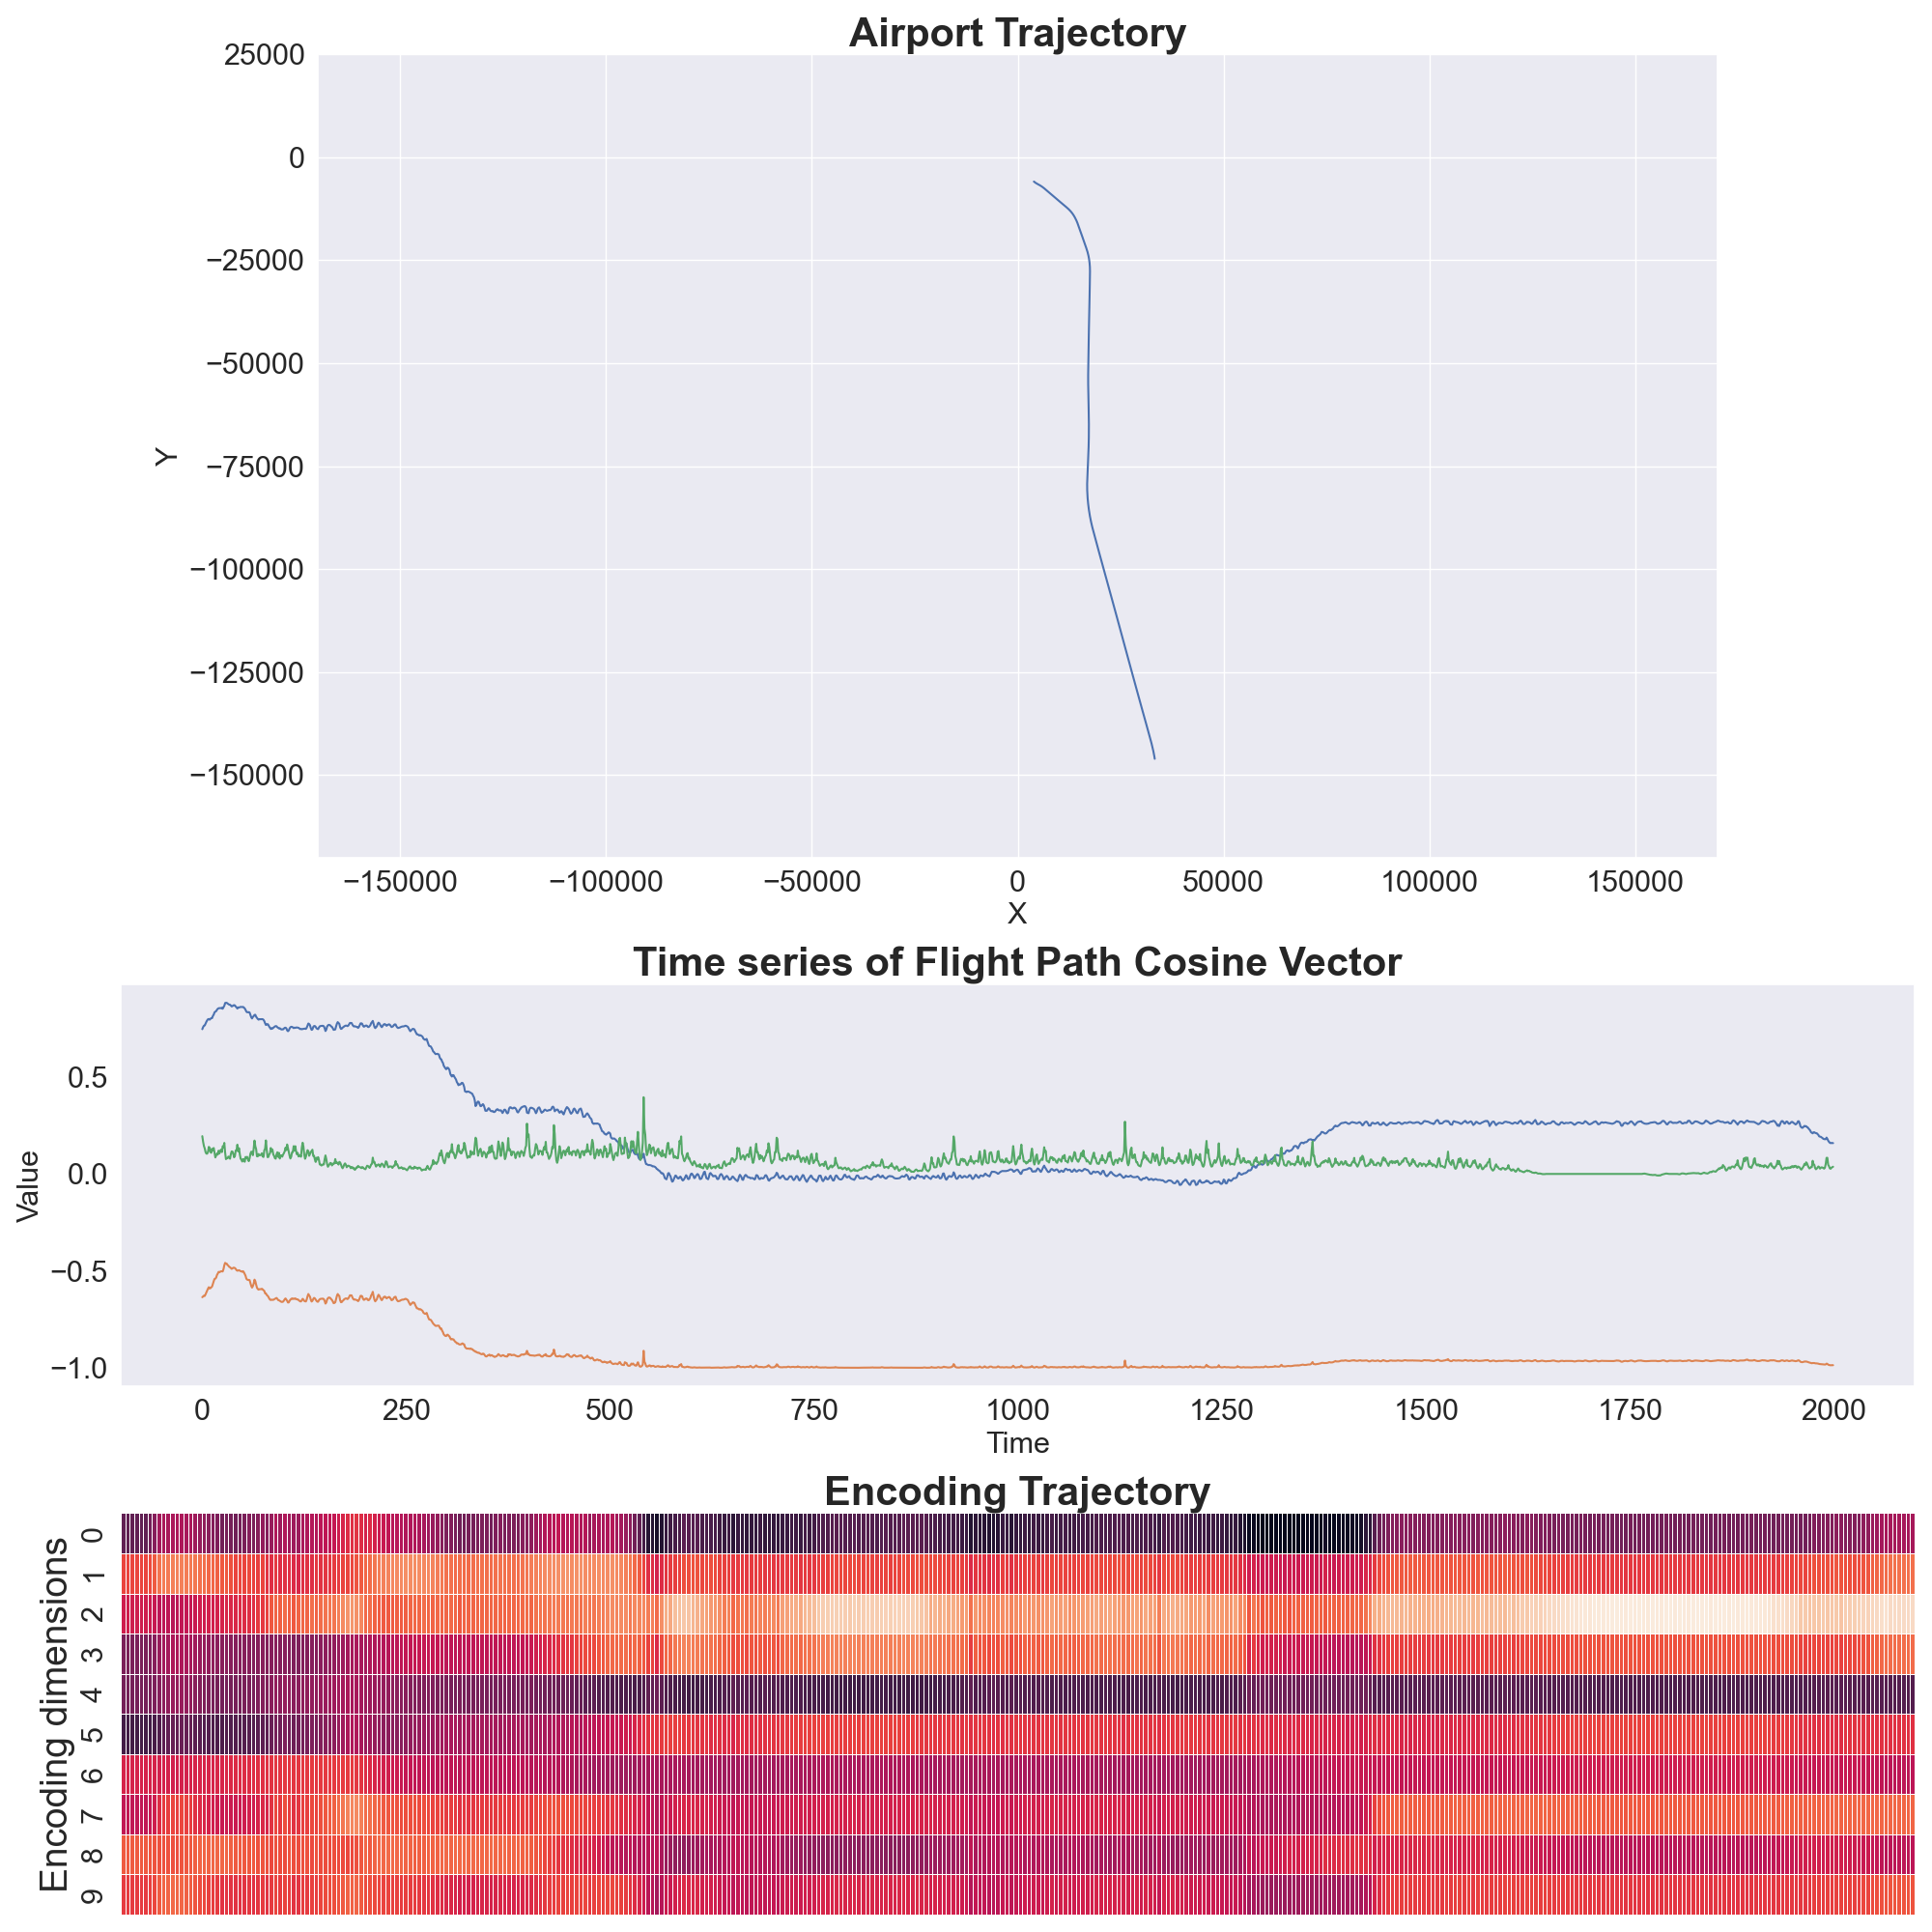 Airport Trajectory
25000
0
−25000
−50000
−75000
−100000
−125000
−150000
Y
−150000 −100000 −50000 0 50000 100000 150000
X
Time series of Flight Path Cosine Vector
0.5
0.0
−0.5
−1.0
Value
0 250 500 750 1000 1250 1500 1750 2000
Time
Encoding Trajectory
Encoding dimensions
0
1
2
3
4
5
6
7
8
9